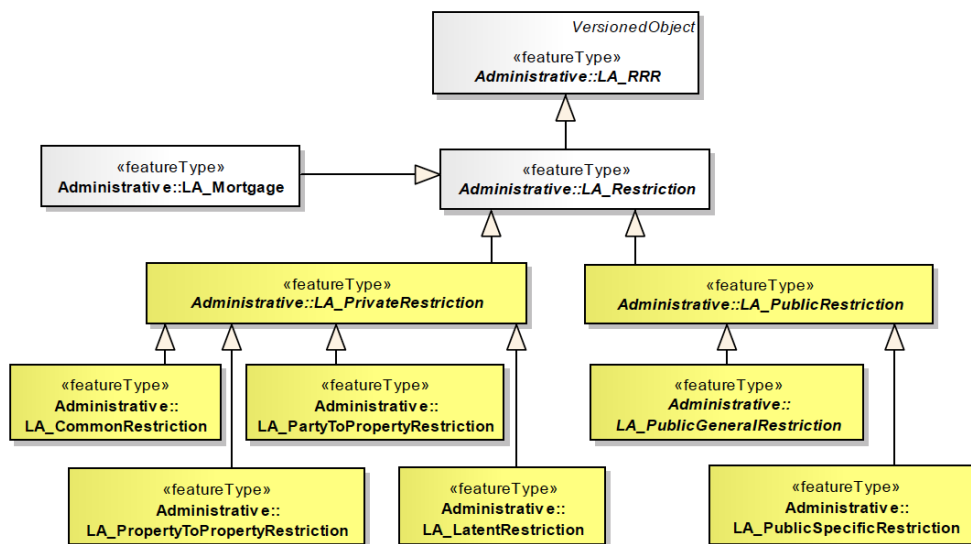 VersionedObject
«featureType»
Administrative::LA_RRR
«featureType»
Administrative::LA_Mortgage
«featureType»
Administrative::LA_Restriction
«featureType»
Administrative::LA_PrivateRestriction
«featureType»
Administrative::LA_PublicRestriction
«featureType»
Administrative::
LA_CommonRestriction
«featureType»
Administrative::
LA_PartyToPropertyRestriction
«featureType»
Administrative::
LA_PublicGeneralRestriction
«featureType»
Administrative::
LA_PropertyToPropertyRestriction
«featureType»
Administrative::
LA_LatentRestriction
«featureType»
Administrative::
LA_PublicSpecificRestriction